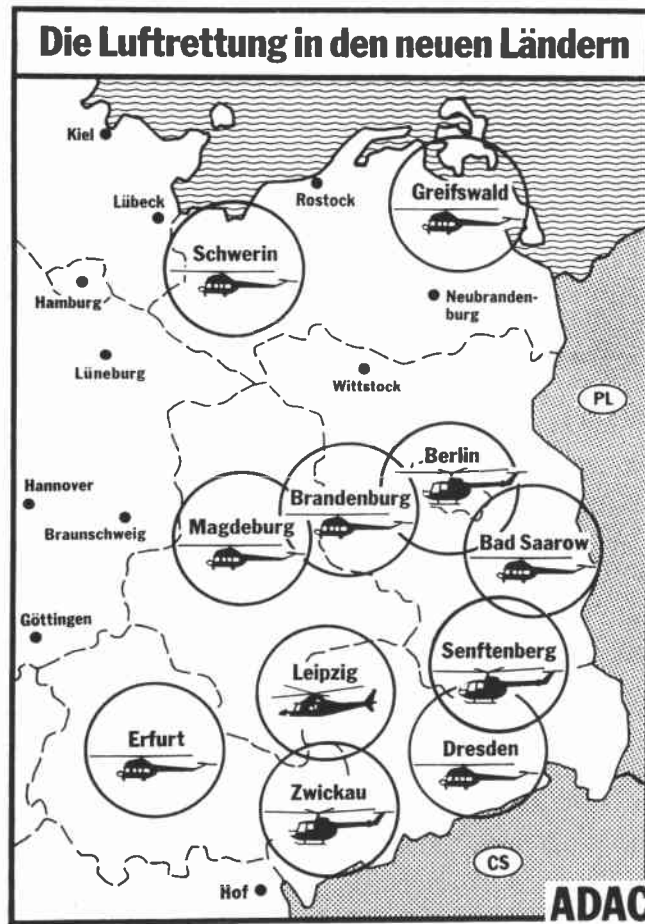 Die Luftrettung in den neuen Ländern
Kiel
Greifswald
Rostock
Lübeck
Schwerin
Hamburg
Neubranden-
burg
Lüneburg
Wittstock
PL
Berlin
Hannover
Brandenburg
Braunschweig
Magdeburg
Bad Saarow
Göttingen
Senftenberg
Leipzig
Erfurt
Dresden
Zwickau
CS
Hof
ADAC